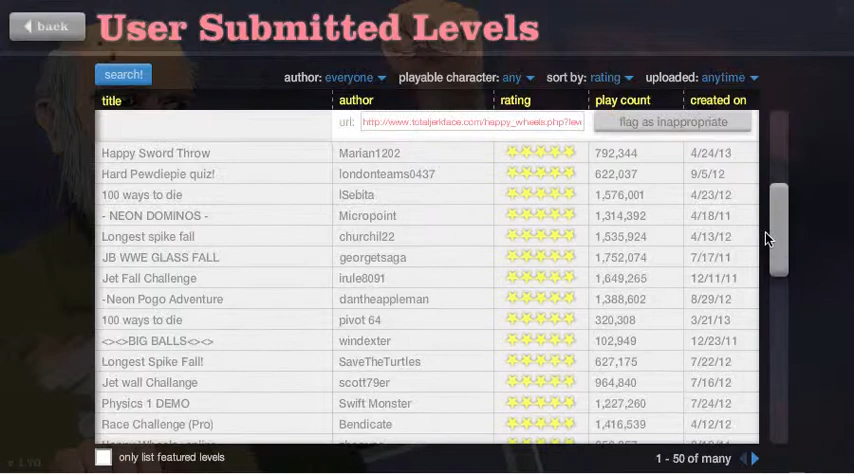 back
User Submitted Levels
search!
author: everyone playable character: any sort by: rating uploaded: anytime
title author rating play count created on
url: http://www.totaljerkface.com/happy_wheels.php?lev flag as inappropriate
Happy Sword Throw Marian1202 792,344 4/24/13
Hard Pewdiepie quiz! londonteams0437 622,037 9/5/12
100 ways to die lSebita 1,576,001 4/23/12
- NEON DOMINOS - Micropoint 1,314,392 4/18/11
Longest spike fall churchil22 1,535,924 4/13/12
JB WWE GLASS FALL georgetsaga 1,752,074 7/17/11
Jet Fall Challenge irule8091 1,649,265 12/11/11
-Neon Pogo Adventure dantheappleman 1,388,602 8/29/12
100 ways to die pivot 64 320,308 3/21/13
<><>BIG BALLS<><> windexter 102,949 12/23/11
Longest Spike Fall! SaveTheTurtles 627,175 7/22/12
Jet wall Challange scott79er 964,840 7/16/12
Physics 1 DEMO Swift Monster 1,227,260 7/24/12
Race Challenge (Pro) Bendicate 1,416,539 4/12/12
only list featured levels 1 - 50 of many